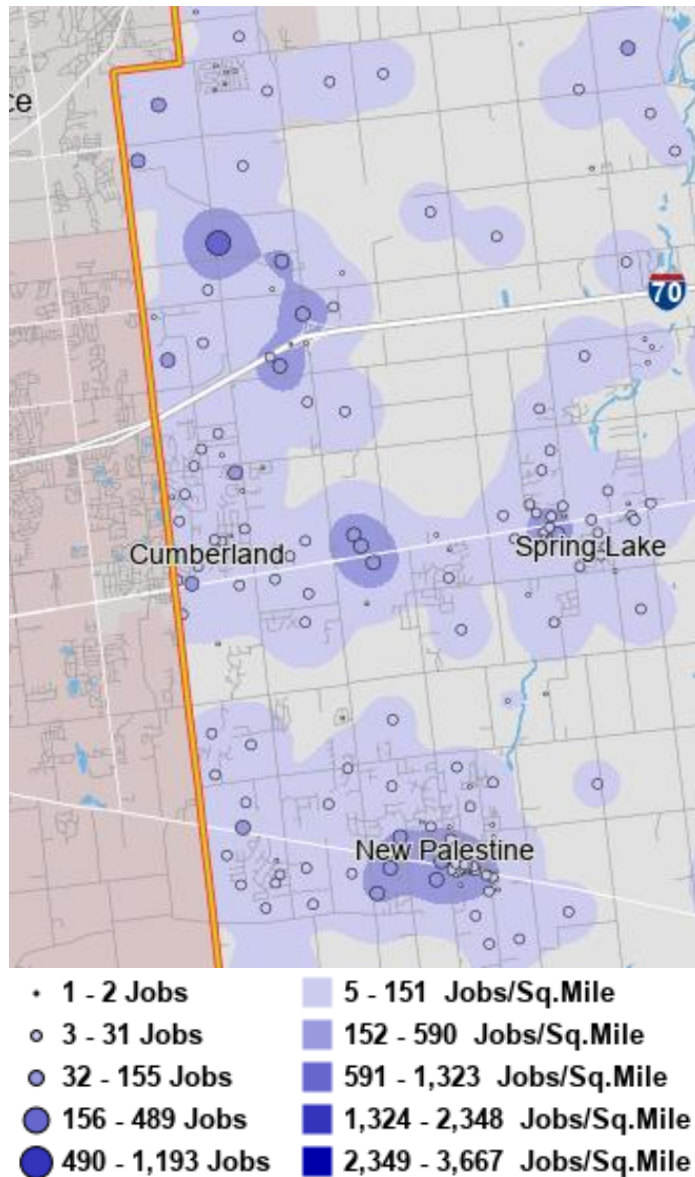 ce
70
Cumberland
Spring Lake
New Palestine
1 - 2 Jobs
3 - 31 Jobs
32 - 155 Jobs
156 - 489 Jobs
490 - 1,193 Jobs
5 - 151 Jobs/Sq.Mile
152 - 590 Jobs/Sq.Mile
591 - 1,323 Jobs/Sq.Mile
1,324 - 2,348 Jobs/Sq.Mile
2,349 - 3,667 Jobs/Sq.Mile